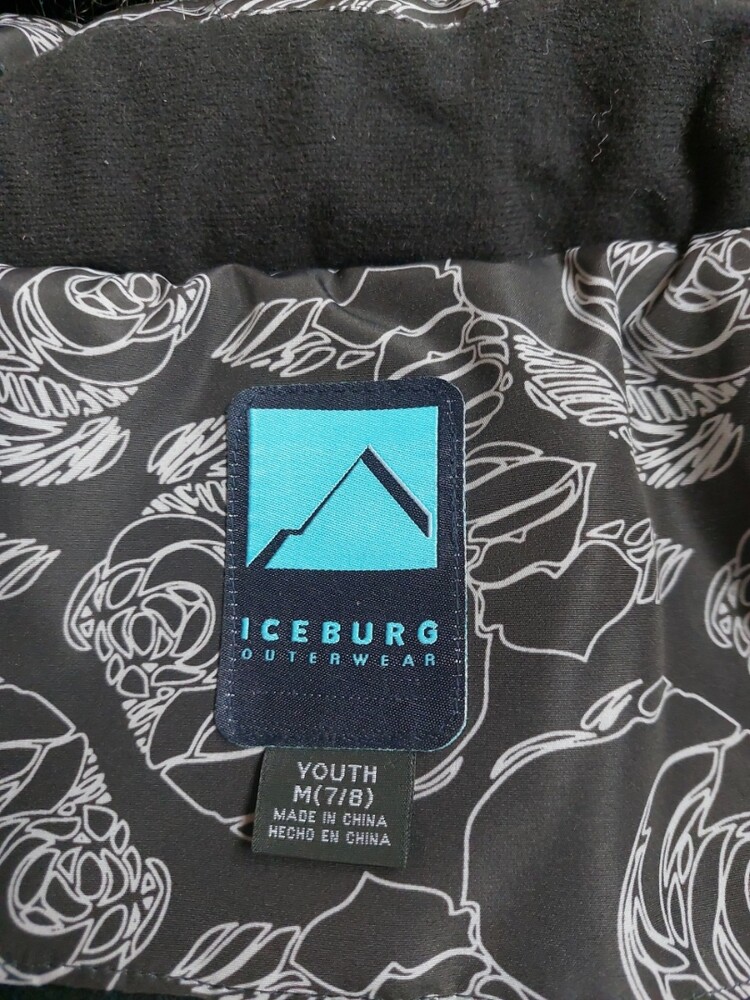 ICEBURG
OUTERWEAR
YOUTH
M(7/8)
MADE IN CHINA
HECHO EN CHINA